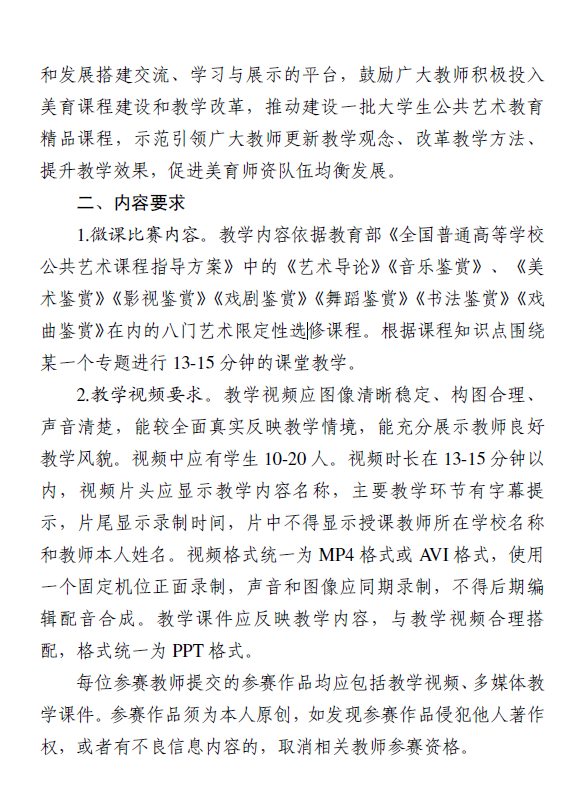 和发展搭建交流、学习与展示的平台，鼓励广大教师积极投入
美育课程建设和教学改革，推动建设一批大学生公共艺术教育
精品课程，示范引领广大教师更新教学观念、改革教学方法、
提升教学效果，促进美育师资队伍均衡发展。
二、内容要求
1.微课比赛内容。教学内容依据教育部《全国普通高等学校
公共艺术课程指导方案》中的《艺术导论》《音乐鉴赏》、《美
术鉴赏》《影视鉴赏》《戏剧鉴赏》《舞蹈鉴赏》《书法鉴赏》《戏
曲鉴赏》在内的八门艺术限定性选修课程。根据课程知识点围绕
某一个专题进行 13-15 分钟的课堂教学。
2.教学视频要求。教学视频应图像清晰稳定、构图合理、
声音清楚，能较全面真实反映教学情境，能充分展示教师良好
教学风貌。视频中应有学生 10-20 人。视频时长在 13-15 分钟以
内，视频片头应显示教学内容名称，主要教学环节有字幕提
示，片尾显示录制时间，片中不得显示授课教师所在学校名称
和教师本人姓名。视频格式统一为 MP4 格式或 AVI 格式，使用
一个固定机位正面录制，声音和图像应同期录制，不得后期编
辑配音合成。教学课件应反映教学内容，与教学视频合理搭
配，格式统一为 PPT 格式。
每位参赛教师提交的参赛作品均应包括教学视频、多媒体教
学课件。参赛作品须为本人原创，如发现参赛作品侵犯他人著作
权，或者有不良信息内容的，取消相关教师参赛资格。